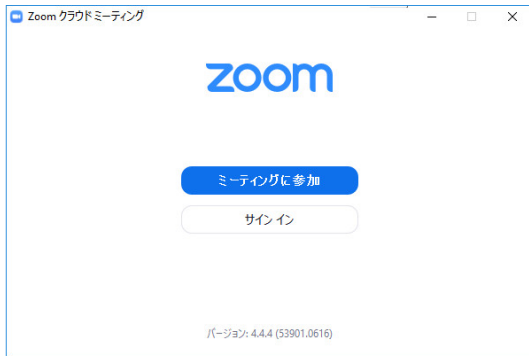 Zoom クラウド ミーティング
zoom
ミーティングに参加
サイン イン
バージョン: 4.4.4 (53901.0616)